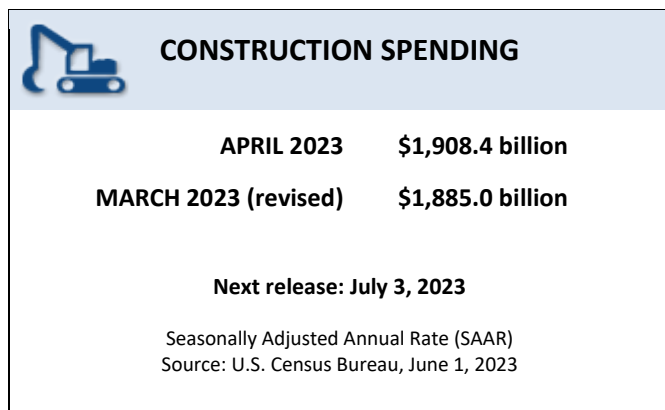 CONSTRUCTION SPENDING
APRIL 2023 $1,908.4 billion
MARCH 2023 (revised) $1,885.0 billion
Next release: July 3, 2023
Seasonally Adjusted Annual Rate (SAAR)
Source: U.S. Census Bureau, June 1, 2023